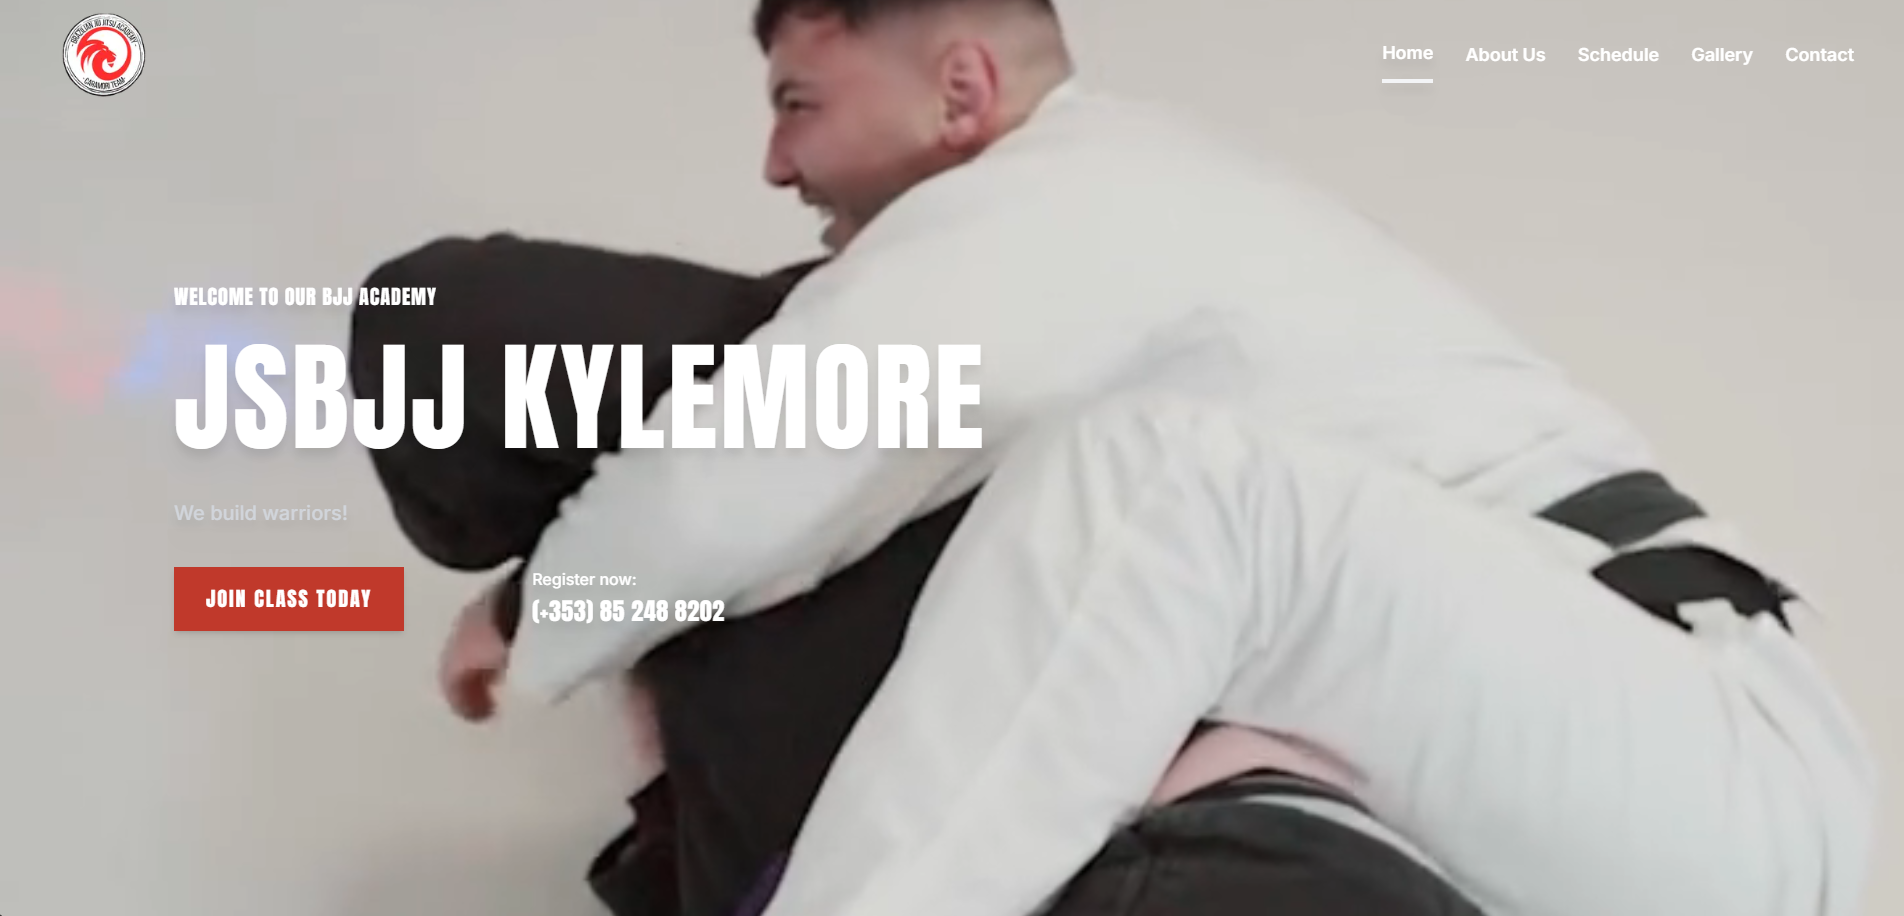 BRAZILIAN JIU JITSU ACADEMY
CARAMORI TEAM
Home
About Us
Schedule
Gallery
Contact
WELCOME TO OUR BJJ ACADEMY
JSBJJ KYLEMORE
We build warriors!
JOIN CLASS TODAY
Register now:
(+353) 85 248 8202